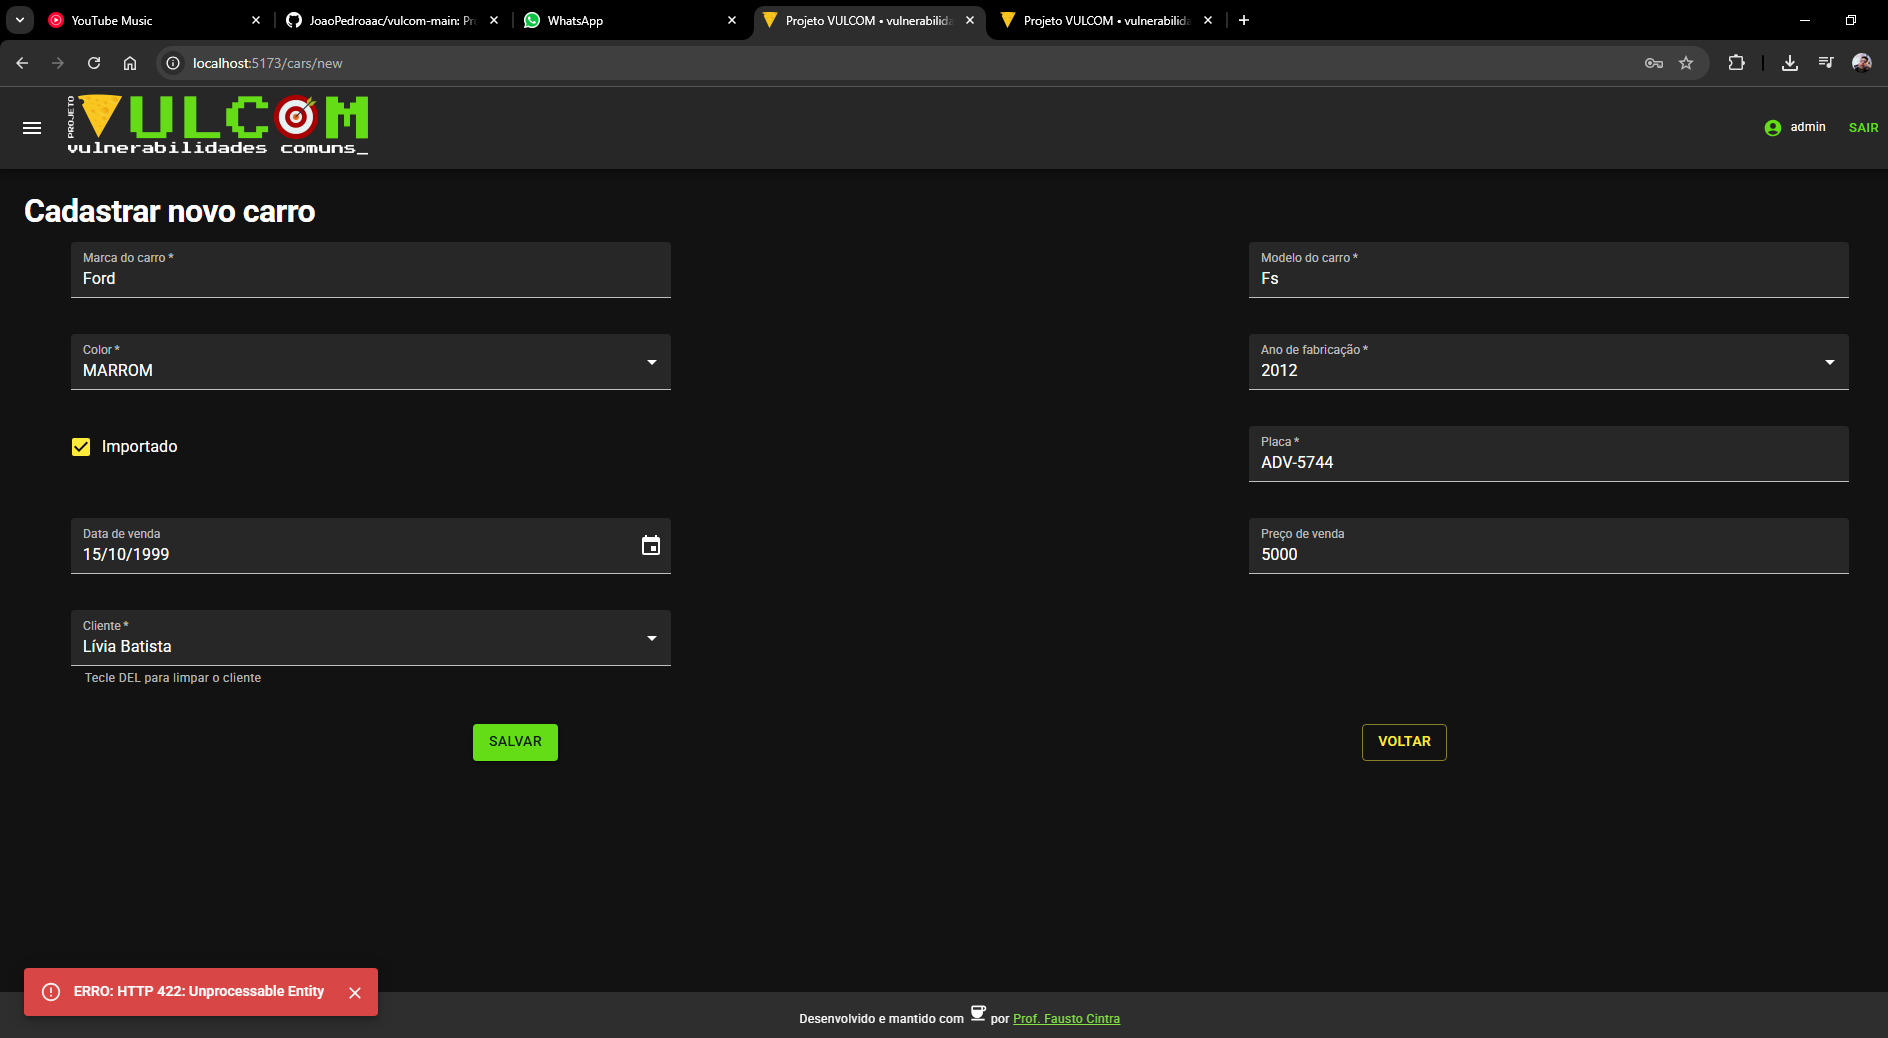 YouTube Music
JoaoPedroaac/vulcom-main: Pr
WhatsApp
Projeto VULCOM • vulnerabilida
Projeto VULCOM • vulnerabilida
localhost:5173/cars/new
PROJETO
VULCOM
vulnerabilidades comuns_
admin
SAIR
Cadastrar novo carro
Marca do carro *
Ford
Modelo do carro *
Fs
Color *
MARROM
Ano de fabricação *
2012
Importado
Placa *
ADV-5744
Data de venda
15/10/1999
Preço de venda
5000
Cliente *
Lívia Batista
Tecle DEL para limpar o cliente
SALVAR
VOLTAR
ERRO: HTTP 422: Unprocessable Entity
Desenvolvido e mantido com por Prof. Fausto Cintra